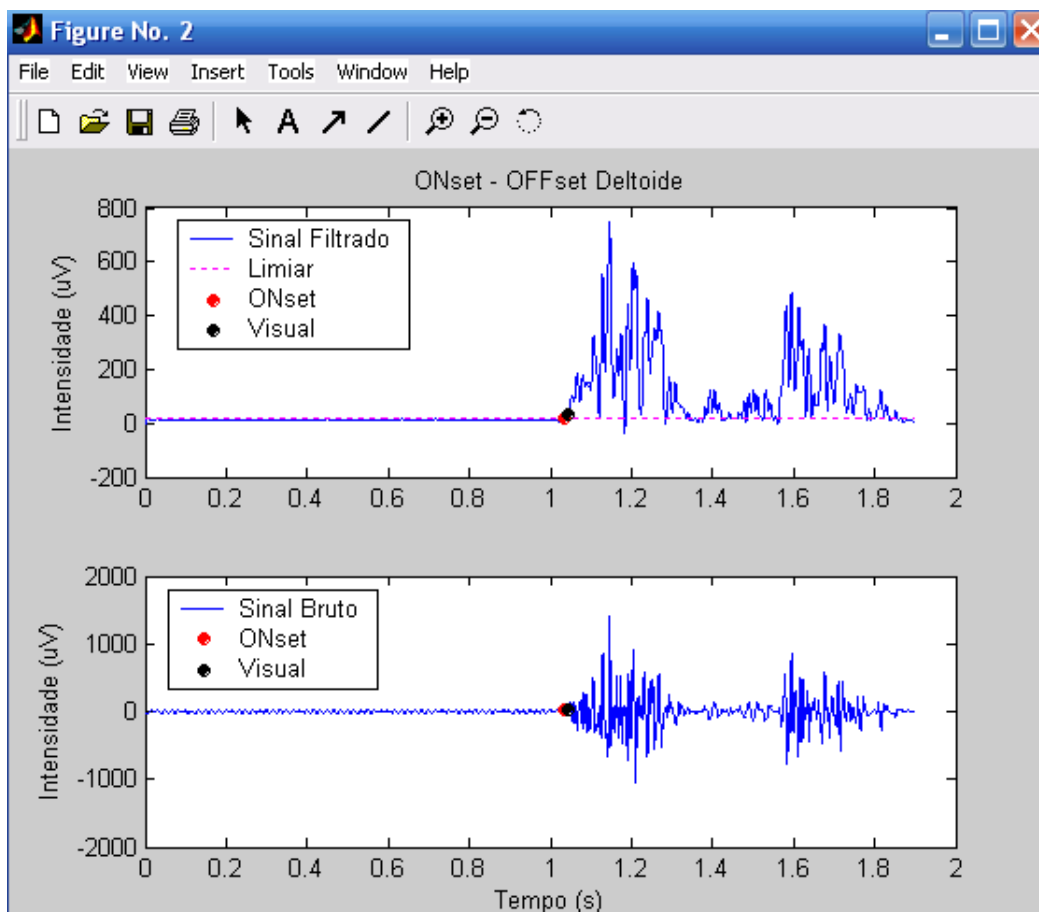 Figure No. 2
File Edit View Insert Tools Window Help
A
ONset - OFFset Deltoide
Intensidade (uV)
800
600
400
200
0
-200
Sinal Filtrado
Limiar
ONset
Visual
0 0.2 0.4 0.6 0.8 1 1.2 1.4 1.6 1.8 2
Intensidade (uV)
2000
1000
0
-1000
-2000
Sinal Bruto
ONset
Visual
0 0.2 0.4 0.6 0.8 1 1.2 1.4 1.6 1.8 2
Tempo (s)